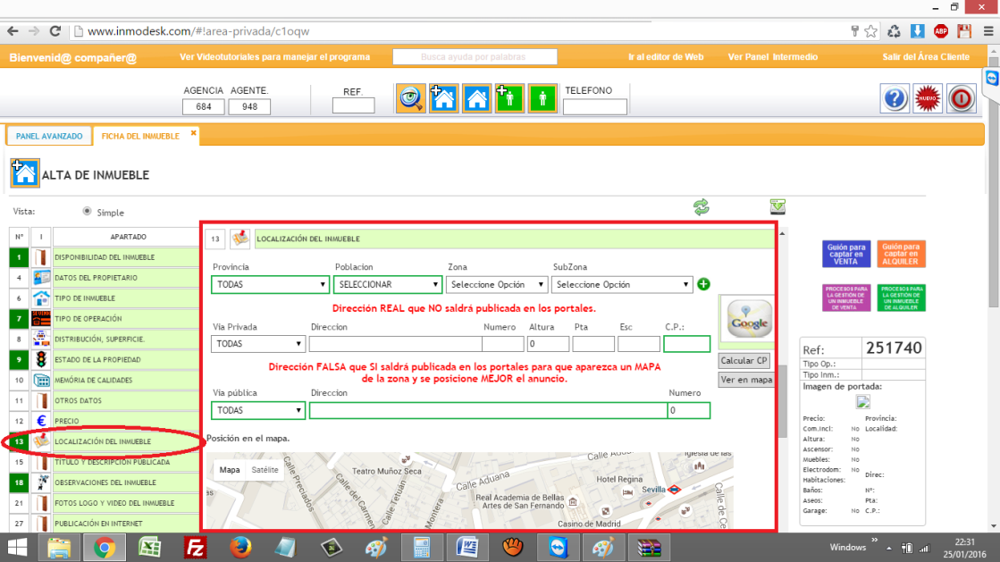 www.inmodesk.com/#!area-privada/c1oqw
ABP
Bienvenid@ compañer@ Ver Videotutoriales para manejar el programa Busca ayuda por palabras Ir al editor de Web Ver Panel Intermedio Salir del Área Cliente
AGENCIA AGENTE. REF. TELEFONO
684 948
NUEVO
PANEL AVANZADO FICHA DEL INMUEBLE
ALTA DE INMUEBLE
Vista: Simple
Nº I APARTADO
1 DISPONIBILIDAD DEL INMUEBLE
4 DATOS DEL PROPIETARIO
6 TIPO DE INMUEBLE
7 TIPO DE OPERACIÓN
8 DISTRIBUCIÓN, SUPERFICIE.
9 ESTADO DE LA PROPIEDAD
10 MEMÓRIA DE CALIDADES
11 OTROS DATOS
12 € PRECIO
13 LOCALIZACIÓN DEL INMUEBLE
15 TITULO Y DESCRIPCIÓN PUBLICADA
18 OBSERVACIONES DEL INMUEBLE
21 FOTOS LOGO Y VIDEO DEL INMUEBLE
27 PUBLICACIÓN EN INTERNET
13 LOCALIZACIÓN DEL INMUEBLE
Provincia Poblacion Zona SubZona
TODAS SELECCIONAR Seleccione Opción Seleccione Opción
Dirección REAL que NO saldrá publicada en los portales.
Via Privada Direccion Numero Altura Pta Esc C.P.:
TODAS 0
Google
Calcular CP
Ver en mapa
Dirección FALSA que SI saldrá publicada en los portales para que aparezca un MAPA
de la zona y se posicione MEJOR el anuncio.
Via pública Direccion Numero
TODAS 0
Posición en el mapa.
Mapa Satélite
Calle Preciados
Teatro Muñoz Seca
Calle del Carmen
Calle Tetuán
Montera
Calle Aduana
Real Academia de Bellas
Artes de San Fernando
Hotel Regina
Sevilla
Casino de Madrid
Iglesia de las
Calle de C
Guión para
captar en
VENTA
Guión para
captar en
ALQUILER
PROCESOS PARA
LA GESTIÓN DE
UN INMUEBLE
DE VENTA
PROCESOS PARA
LA GESTIÓN DE
UN INMUEBLE
DE ALQUILER
Ref: 251740
Tipo Op.:
Tipo Inm.:
Imagen de portada:
Precio: Provincia:
Com.Incl: No Localidad:
Altura: No
Ascensor: No
Muebles: No
Electrodom: No Direc:
Habitaciones:
Baños: Nº:
Aseos: Pta:
Garage: No C.P.:
Windows
22:31
25/01/2016